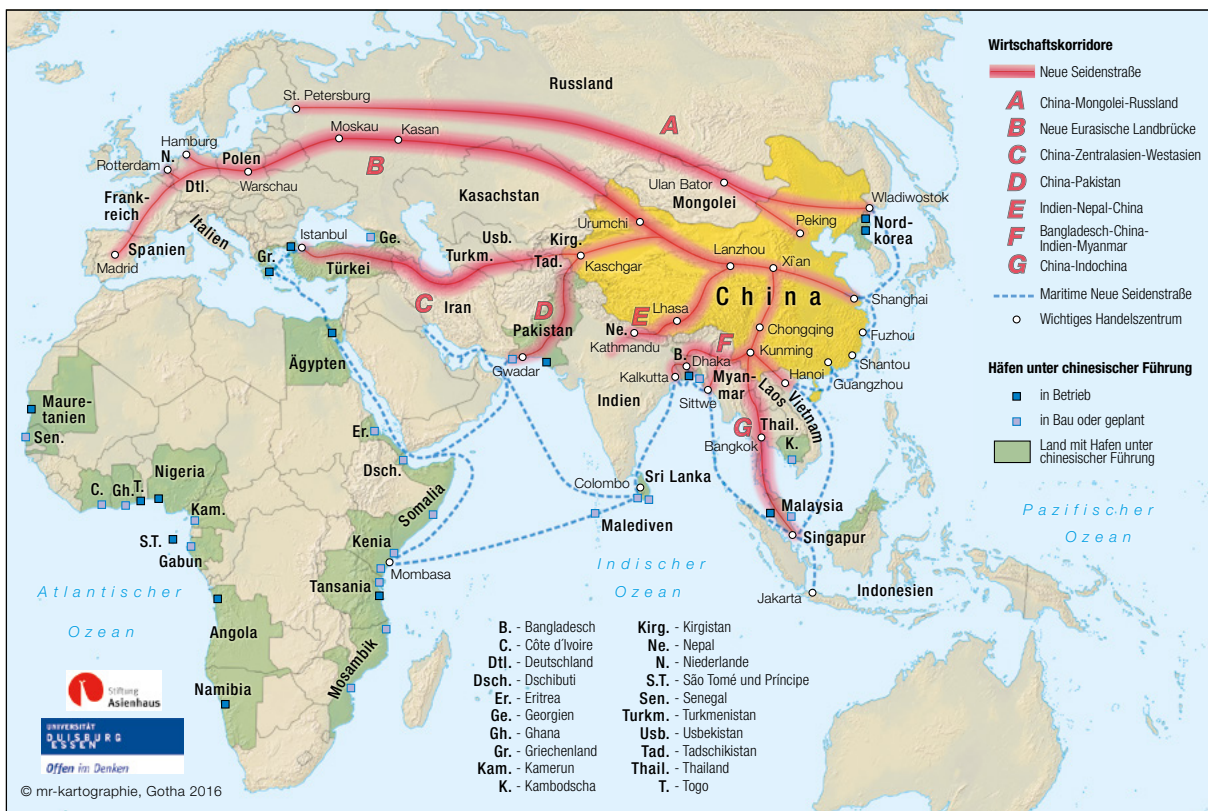 Wirtschaftskorridore
Neue Seidenstraße
A China-Mongolei-Russland
B Neue Eurasische Landbrücke
C China-Zentralasien-Westasien
D China-Pakistan
E Indien-Nepal-China
F Bangladesch-China-
Indien-Myanmar
G China-Indochina
Maritime Neue Seidenstraße
Wichtiges Handelszentrum
Häfen unter chinesischer Führung
in Betrieb
in Bau oder geplant
Land mit Hafen unter
chinesischer Führung
Russland
St. Petersburg
A
Moskau
Kasan
Hamburg
N.
Rotterdam
Polen
Warschau
B
Dtl.
Frank-
reich
Italien
Spanien
Madrid
Kasachstan
Ulan Bator
Mongolei
Wladiwostok
Urumchi
Peking
Nord-
korea
Istanbul
Ge.
Gr.
Türkei
Usb.
Turkm.
Kirg.
Tad.
Kaschgar
Lanzhou
Xi'an
C
Iran
D
Pakistan
China
Shanghai
E
Lhasa
Ne.
Kathmandu
Chongqing
Fuzhou
Ägypten
Gwadar
F
B.
Dhaka
Kunming
Shantou
Kalkutta
Hanoi
Guangzhou
Indien
Sittwe
Myan-
mar
Laos
Vietnam
Maure-
tanien
Sen.
Er.
Dsch.
G
Thail.
Bangkok
K.
Nigeria
C.
Gh.
T.
Kam.
Somalia
Colombo
Sri Lanka
Malediven
Malaysia
Singapur
S.T.
Gabun
Kenia
Mombasa
Tansania
Pazifischer
Ozean
Indischer
Ozean
Atlantischer
Ozean
Jakarta
Indonesien
Angola
Mosambik
Namibia
B. - Bangladesch
C. - Côte d´Ivoire
Dtl. - Deutschland
Dsch. - Dschibuti
Er. - Eritrea
Ge. - Georgien
Gh. - Ghana
Gr. - Griechenland
Kam. - Kamerun
K. - Kambodscha
Kirg. - Kirgistan
Ne. - Nepal
N. - Niederlande
S.T. - São Tomé und Príncipe
Sen. - Senegal
Turkm. - Turkmenistan
Usb. - Usbekistan
Tad. - Tadschikistan
Thail. - Thailand
T. - Togo
Stiftung
Asienhaus
UNIVERSITÄT
DUISBURG
ESSEN
Offen im Denken
© mr-kartographie, Gotha 2016